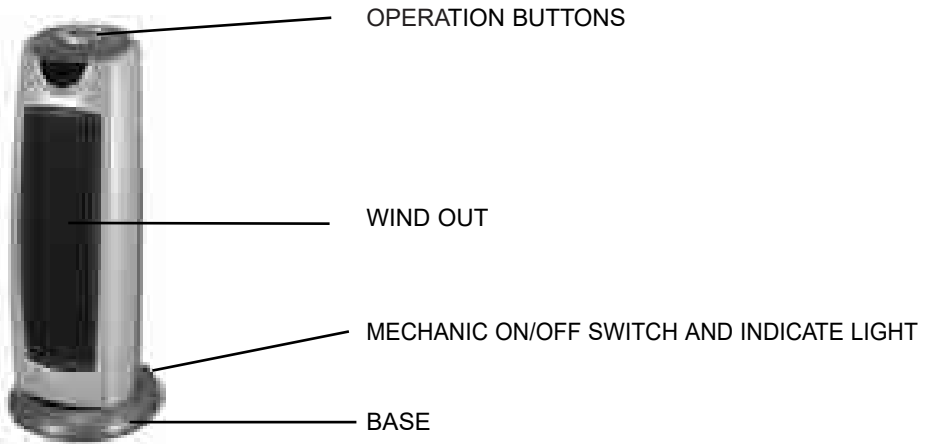 OPERATION BUTTONS
WIND OUT
MECHANIC ON/OFF SWITCH AND INDICATE LIGHT
BASE